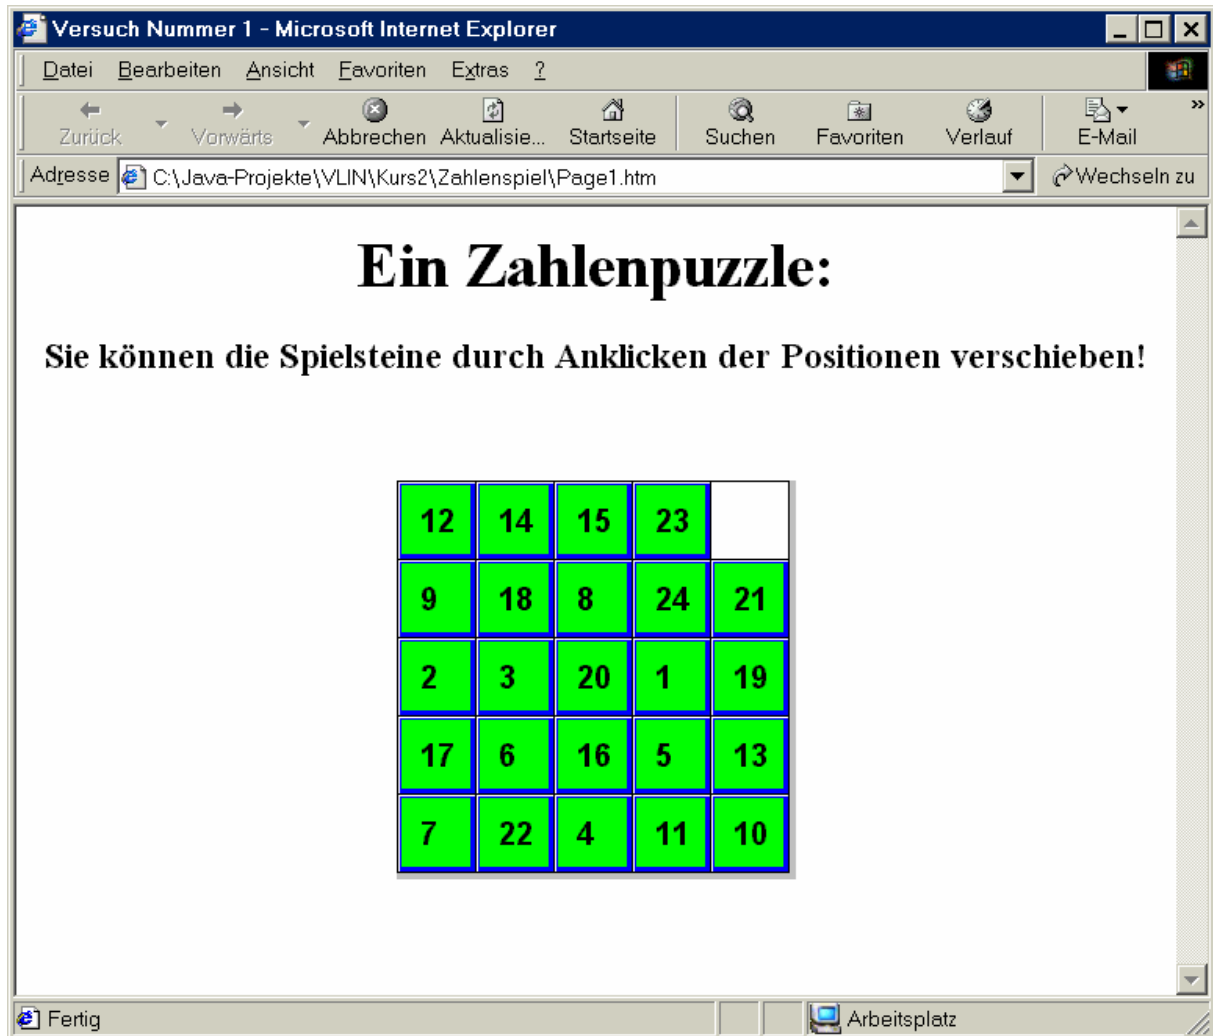 Versuch Nummer 1 - Microsoft Internet Explorer
Datei Bearbeiten Ansicht Favoriten Extras ?
Zurück Vorwärts Abbrechen Aktualisie... Startseite Suchen Favoriten Verlauf E-Mail »
Adresse C:\Java-Projekte\VLIN\Kurs2\Zahlenspiel\Page1.htm Wechseln zu
Ein Zahlenpuzzle:
Sie können die Spielsteine durch Anklicken der Positionen verschieben!
12 14 15 23
9 18 8 24 21
2 3 20 1 19
17 6 16 5 13
7 22 4 11 10
Fertig Arbeitsplatz